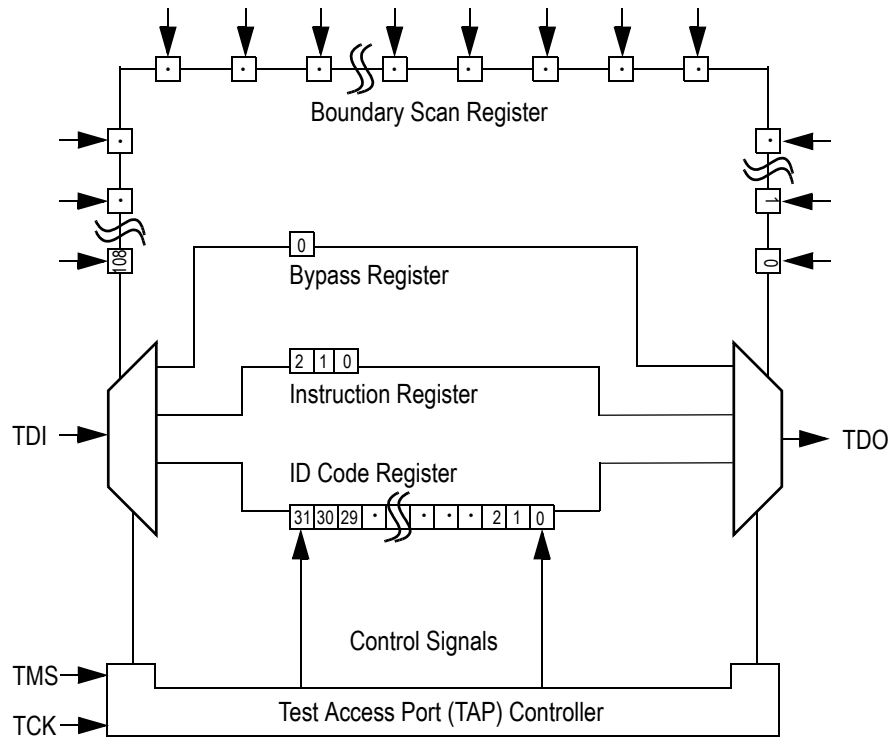 Boundary Scan Register
1
108
0
0
Bypass Register
2 1 0
Instruction Register
TDI
TDO
ID Code Register
31 30 29 · · · · 2 1 0
Control Signals
TMS
Test Access Port (TAP) Controller
TCK